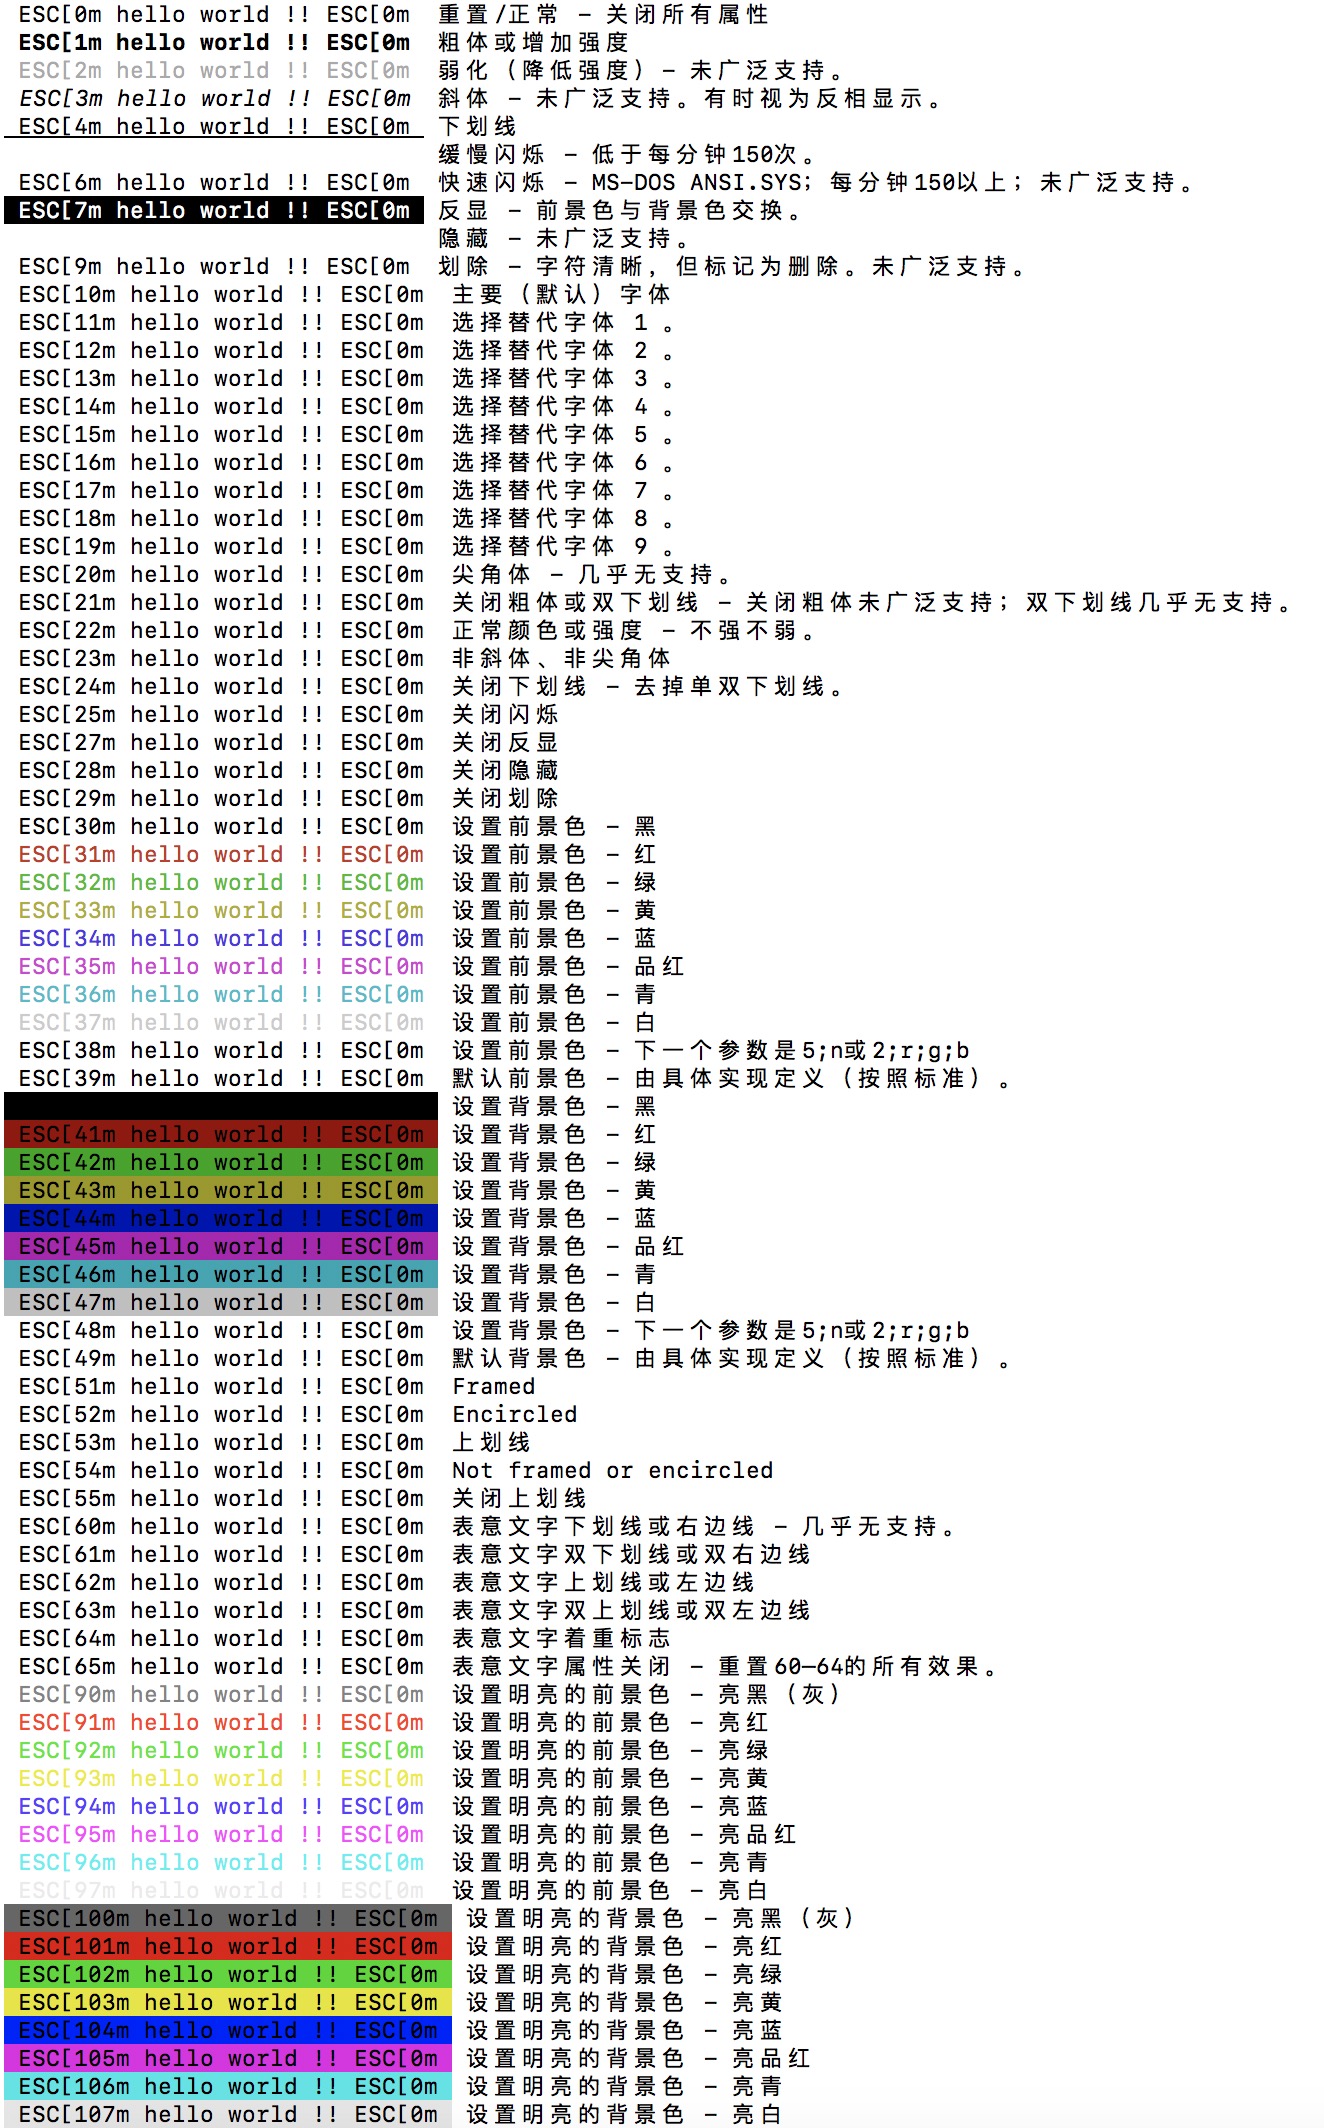 ESC[0m hello world !! ESC[0m 重置/正常 – 关闭所有属性
ESC[1m hello world !! ESC[0m 粗体或增加强度
ESC[2m hello world !! ESC[0m 弱化（降低强度）– 未广泛支持。
ESC[3m hello world !! ESC[0m 斜体 – 未广泛支持。有时视为反相显示。
ESC[4m hello world !! ESC[0m 下划线
缓慢闪烁 – 低于每分钟150次。
ESC[6m hello world !! ESC[0m 快速闪烁 – MS-DOS ANSI.SYS；每分钟150以上；未广泛支持。
ESC[7m hello world !! ESC[0m 反显 – 前景色与背景色交换。
隐藏 – 未广泛支持。
ESC[9m hello world !! ESC[0m 划除 – 字符清晰，但标记为删除。未广泛支持。
ESC[10m hello world !! ESC[0m 主要（默认）字体
ESC[11m hello world !! ESC[0m 选择替代字体 1 。
ESC[12m hello world !! ESC[0m 选择替代字体 2 。
ESC[13m hello world !! ESC[0m 选择替代字体 3 。
ESC[14m hello world !! ESC[0m 选择替代字体 4 。
ESC[15m hello world !! ESC[0m 选择替代字体 5 。
ESC[16m hello world !! ESC[0m 选择替代字体 6 。
ESC[17m hello world !! ESC[0m 选择替代字体 7 。
ESC[18m hello world !! ESC[0m 选择替代字体 8 。
ESC[19m hello world !! ESC[0m 选择替代字体 9 。
ESC[20m hello world !! ESC[0m 尖角体 – 几乎无支持。
ESC[21m hello world !! ESC[0m 关闭粗体或双下划线 – 关闭粗体未广泛支持；双下划线几乎无支持。
ESC[22m hello world !! ESC[0m 正常颜色或强度 – 不强不弱。
ESC[23m hello world !! ESC[0m 非斜体、非尖角体
ESC[24m hello world !! ESC[0m 关闭下划线 – 去掉单双下划线。
ESC[25m hello world !! ESC[0m 关闭闪烁
ESC[27m hello world !! ESC[0m 关闭反显
ESC[28m hello world !! ESC[0m 关闭隐藏
ESC[29m hello world !! ESC[0m 关闭划除
ESC[30m hello world !! ESC[0m 设置前景色 – 黑
ESC[31m hello world !! ESC[0m 设置前景色 – 红
ESC[32m hello world !! ESC[0m 设置前景色 – 绿
ESC[33m hello world !! ESC[0m 设置前景色 – 黄
ESC[34m hello world !! ESC[0m 设置前景色 – 蓝
ESC[35m hello world !! ESC[0m 设置前景色 – 品红
ESC[36m hello world !! ESC[0m 设置前景色 – 青
ESC[37m hello world !! ESC[0m 设置前景色 – 白
ESC[38m hello world !! ESC[0m 设置前景色 – 下一个参数是5;n或2;r;g;b
ESC[39m hello world !! ESC[0m 默认前景色 – 由具体实现定义（按照标准）。
设置背景色 – 黑
ESC[41m hello world !! ESC[0m 设置背景色 – 红
ESC[42m hello world !! ESC[0m 设置背景色 – 绿
ESC[43m hello world !! ESC[0m 设置背景色 – 黄
ESC[44m hello world !! ESC[0m 设置背景色 – 蓝
ESC[45m hello world !! ESC[0m 设置背景色 – 品红
ESC[46m hello world !! ESC[0m 设置背景色 – 青
ESC[47m hello world !! ESC[0m 设置背景色 – 白
ESC[48m hello world !! ESC[0m 设置背景色 – 下一个参数是5;n或2;r;g;b
ESC[49m hello world !! ESC[0m 默认背景色 – 由具体实现定义（按照标准）。
ESC[51m hello world !! ESC[0m Framed
ESC[52m hello world !! ESC[0m Encircled
ESC[53m hello world !! ESC[0m 上划线
ESC[54m hello world !! ESC[0m Not framed or encircled
ESC[55m hello world !! ESC[0m 关闭上划线
ESC[60m hello world !! ESC[0m 表意文字下划线或右边线 – 几乎无支持。
ESC[61m hello world !! ESC[0m 表意文字双下划线或双右边线
ESC[62m hello world !! ESC[0m 表意文字上划线或左边线
ESC[63m hello world !! ESC[0m 表意文字双上划线或双左边线
ESC[64m hello world !! ESC[0m 表意文字着重标志
ESC[65m hello world !! ESC[0m 表意文字属性关闭 – 重置60—64的所有效果。
ESC[90m hello world !! ESC[0m 设置明亮的前景色 – 亮黑（灰）
ESC[91m hello world !! ESC[0m 设置明亮的前景色 – 亮红
ESC[92m hello world !! ESC[0m 设置明亮的前景色 – 亮绿
ESC[93m hello world !! ESC[0m 设置明亮的前景色 – 亮黄
ESC[94m hello world !! ESC[0m 设置明亮的前景色 – 亮蓝
ESC[95m hello world !! ESC[0m 设置明亮的前景色 – 亮品红
ESC[96m hello world !! ESC[0m 设置明亮的前景色 – 亮青
ESC[97m hello world !! ESC[0m 设置明亮的前景色 – 亮白
ESC[100m hello world !! ESC[0m 设置明亮的背景色 – 亮黑（灰）
ESC[101m hello world !! ESC[0m 设置明亮的背景色 – 亮红
ESC[102m hello world !! ESC[0m 设置明亮的背景色 – 亮绿
ESC[103m hello world !! ESC[0m 设置明亮的背景色 – 亮黄
ESC[104m hello world !! ESC[0m 设置明亮的背景色 – 亮蓝
ESC[105m hello world !! ESC[0m 设置明亮的背景色 – 亮品红
ESC[106m hello world !! ESC[0m 设置明亮的背景色 – 亮青
ESC[107m hello world !! ESC[0m 设置明亮的背景色 – 亮白